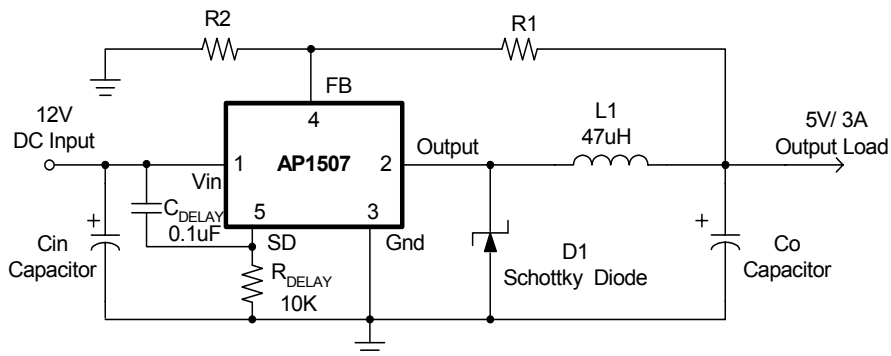 R2
R1
FB
4
12V
DC Input
L1
47uH
5V/ 3A
Output Load
Output
1
AP1507
2
Vin
5
3
C_DELAY
0.1uF
SD
Gnd
+
Cin
Capacitor
R_DELAY
10K
D1
Schottky Diode
+
Co
Capacitor